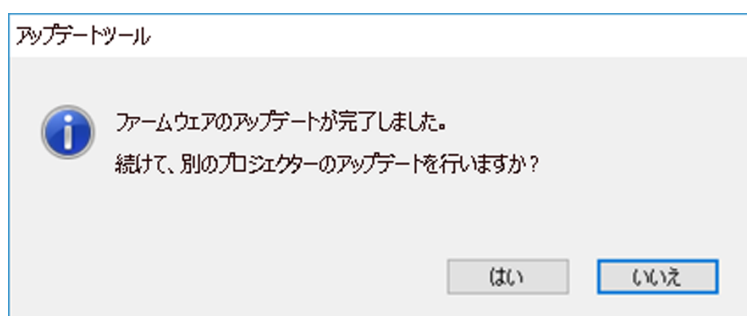 アップデートツール
ファームウェアのアップデートが完了しました。
続けて、別のプロジェクターのアップデートを行いますか？
はい
いいえ